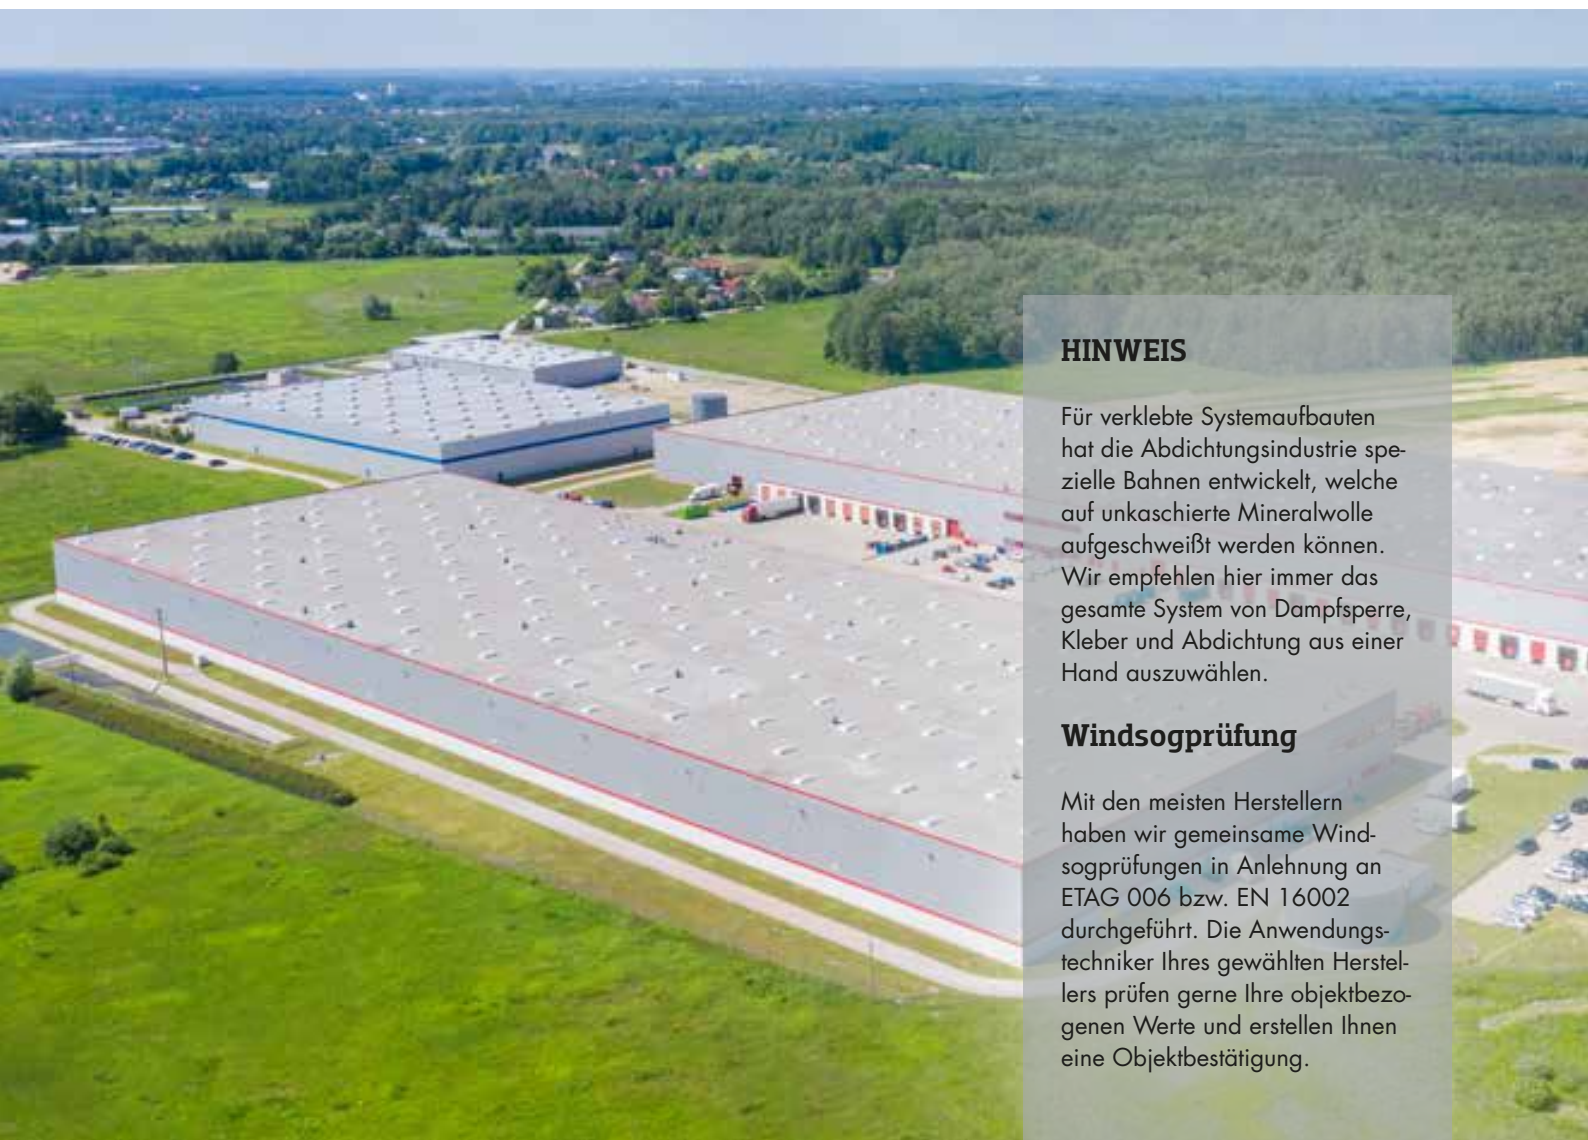 HINWEIS
Für verklebte Systemaufbauten
hat die Abdichtungsindustrie spe-
zielle Bahnen entwickelt, welche
auf unkaschierte Mineralwolle
aufgeschweißt werden können.
Wir empfehlen hier immer das
gesamte System von Dampfsperre,
Kleber und Abdichtung aus einer
Hand auszuwählen.
Windsogprüfung
Mit den meisten Herstellern
haben wir gemeinsame Wind-
sogprüfungen in Anlehnung an
ETAG 006 bzw. EN 16002
durchgeführt. Die Anwendungs-
techniker Ihres gewählten Herstel-
lers prüfen gerne Ihre objektbezo-
genen Werte und erstellen Ihnen
eine Objektbestätigung.